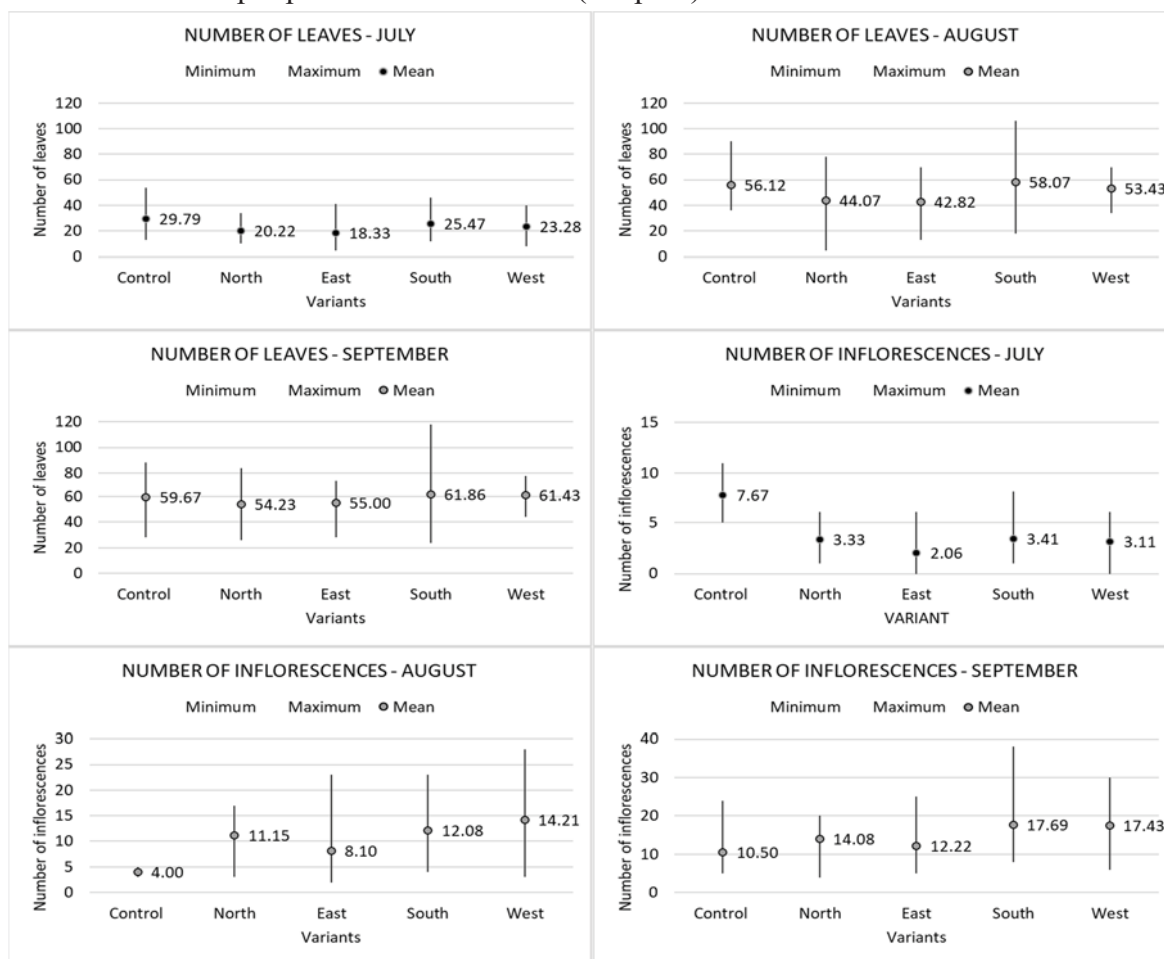 NUMBER OF LEAVES - JULY
Minimum Maximum Mean
Number of leaves
120
100
80
60
40
20
0
29.79 20.22 18.33 25.47 23.28
Control North East South West
Variants
NUMBER OF LEAVES - AUGUST
Minimum Maximum Mean
Number of leaves
120
100
80
60
40
20
0
56.12 44.07 42.82 58.07 53.43
Control North East South West
Variants
NUMBER OF LEAVES - SEPTEMBER
Minimum Maximum Mean
Number of leaves
120
100
80
60
40
20
0
59.67 54.23 55.00 61.86 61.43
Control North East South West
Variants
NUMBER OF INFLORESCENCES - JULY
Minimum Maximum Mean
Number of inflorescences
15
10
5
0
7.67 3.33 2.06 3.41 3.11
Control North East South West
VARIANT
NUMBER OF INFLORESCENCES - AUGUST
Minimum Maximum Mean
Number of inflorescences
30
25
20
15
10
5
0
4.00 11.15 8.10 12.08 14.21
Control North East South West
Variants
NUMBER OF INFLORESCENCES - SEPTEMBER
Minimum Maximum Mean
Number of inflorescences
40
30
20
10
0
10.50 14.08 12.22 17.69 17.43
Control North East South West
Variants